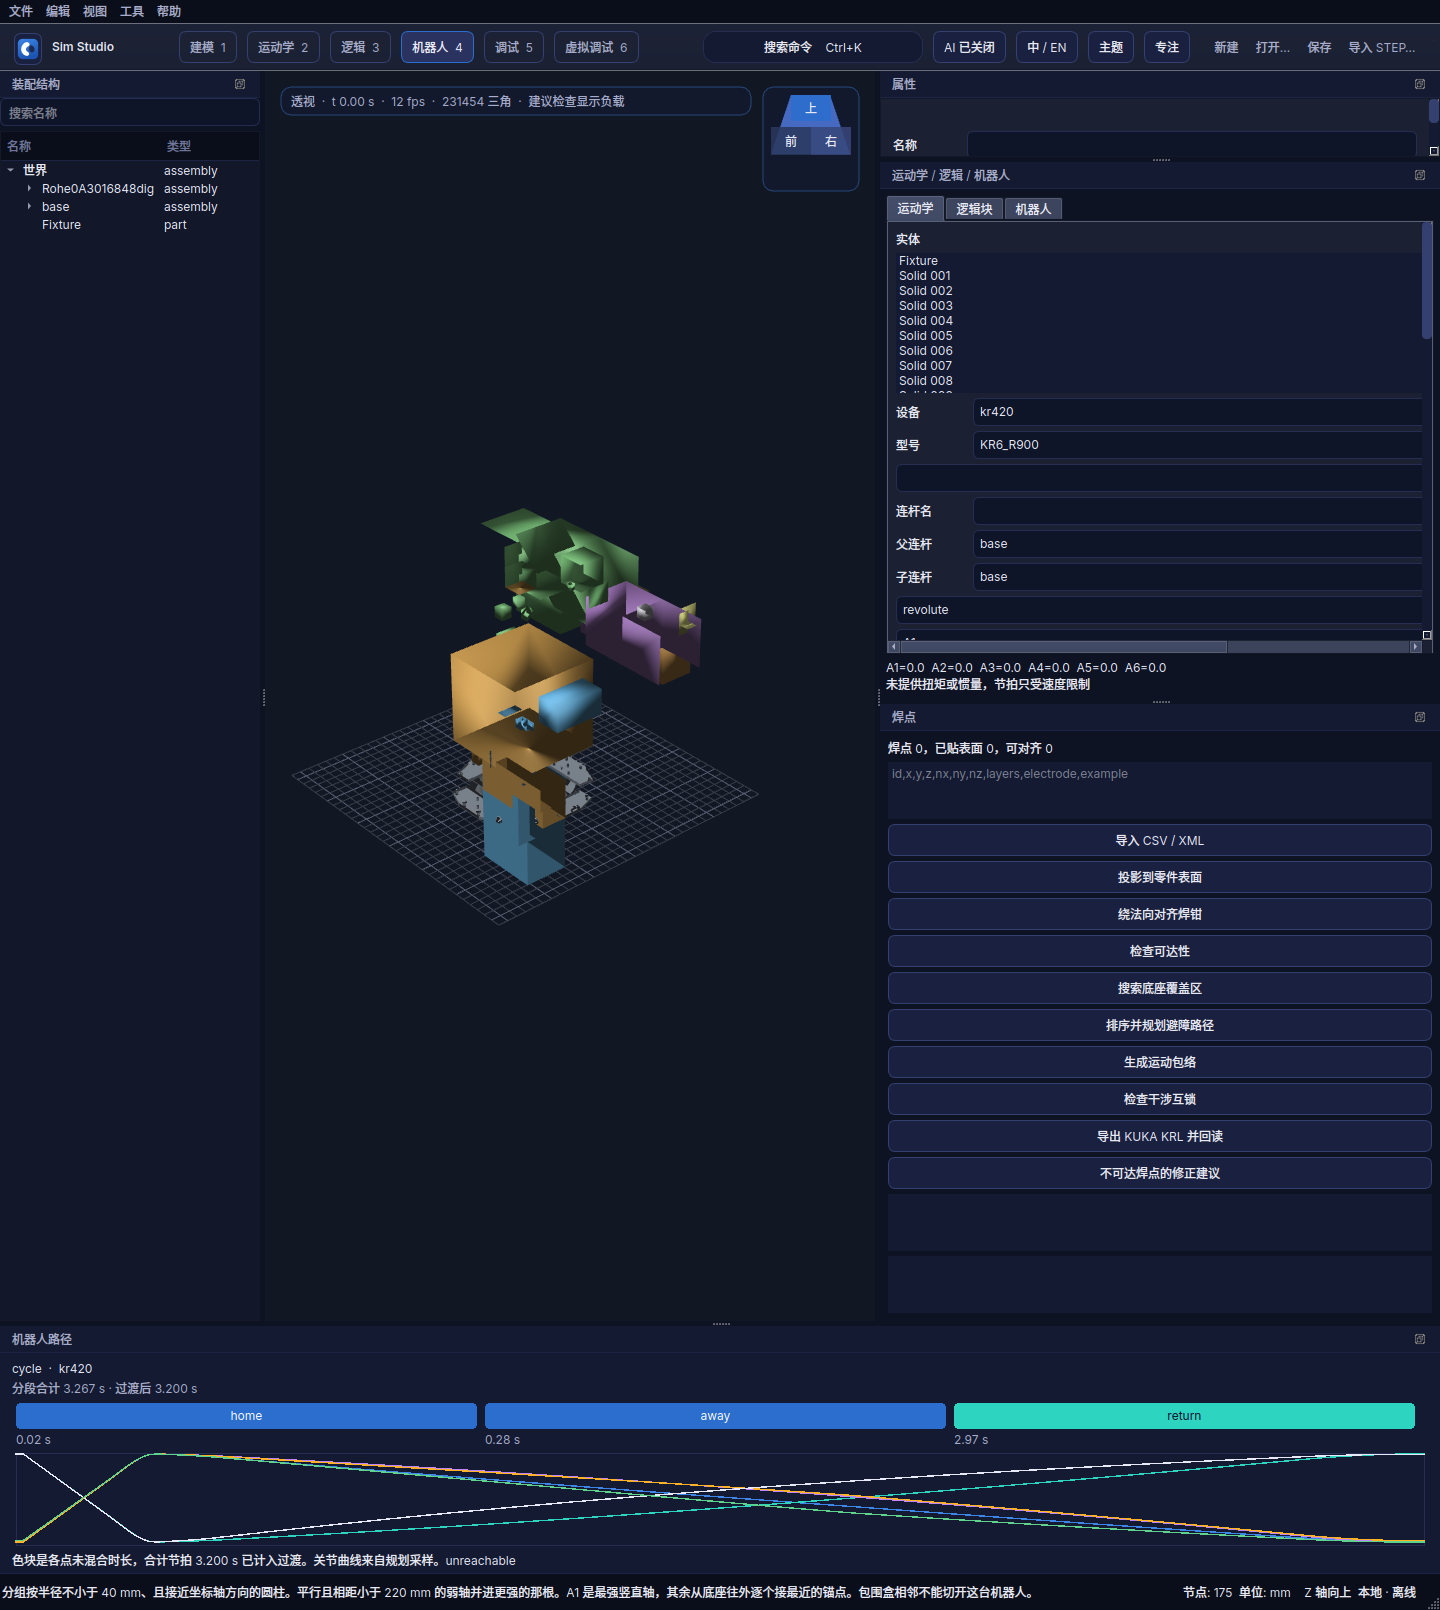 文件 编辑 视图 工具 帮助
Sim Studio 建模 1 运动学 2 逻辑 3 机器人 4 调试 5 虚拟调试 6 搜索命令 Ctrl+K AI 已关闭 中 / EN 主题 专注 新建 打开... 保存 导入 STEP...
装配结构
搜索名称
名称 类型
世界 assembly
Rohe0A3016848dig assembly
base assembly
Fixture part
透视 · t 0.00 s · 12 fps · 231454 三角 · 建议检查显示负载
上
前 右
属性
名称
运动学 / 逻辑 / 机器人
运动学 逻辑块 机器人
实体
Fixture
Solid 001
Solid 002
Solid 003
Solid 004
Solid 005
Solid 006
Solid 007
Solid 008
设备 kr420
型号 KR6_R900
连杆名
父连杆 base
子连杆 base
revolute
A1=0.0 A2=0.0 A3=0.0 A4=0.0 A5=0.0 A6=0.0
未提供扭矩或惯量，节拍只受速度限制
焊点
焊点 0，已贴表面 0，可对齐 0
id,x,y,z,nx,ny,nz,layers,electrode,example
导入 CSV / XML
投影到零件表面
绕法向对齐焊钳
检查可达性
搜索底座覆盖区
排序并规划避障路径
生成运动包络
检查干涉互锁
导出 KUKA KRL 并回读
不可达焊点的修正建议
机器人路径
cycle · kr420
分段合计 3.267 s · 过渡后 3.200 s
home away return
0.02 s 0.28 s 2.97 s
色块是各点未混合时长，合计节拍 3.200 s 已计入过渡。关节曲线来自规划采样。unreachable
分组按半径不小于 40 mm、且接近坐标轴方向的圆柱。平行且相距小于 220 mm 的弱轴并进更强的那根。A1 是最强竖直轴，其余从底座往外逐个接最近的锚点。包围盒相邻不能切开这台机器人。 节点: 175 单位: mm Z 轴向上 本地 · 离线